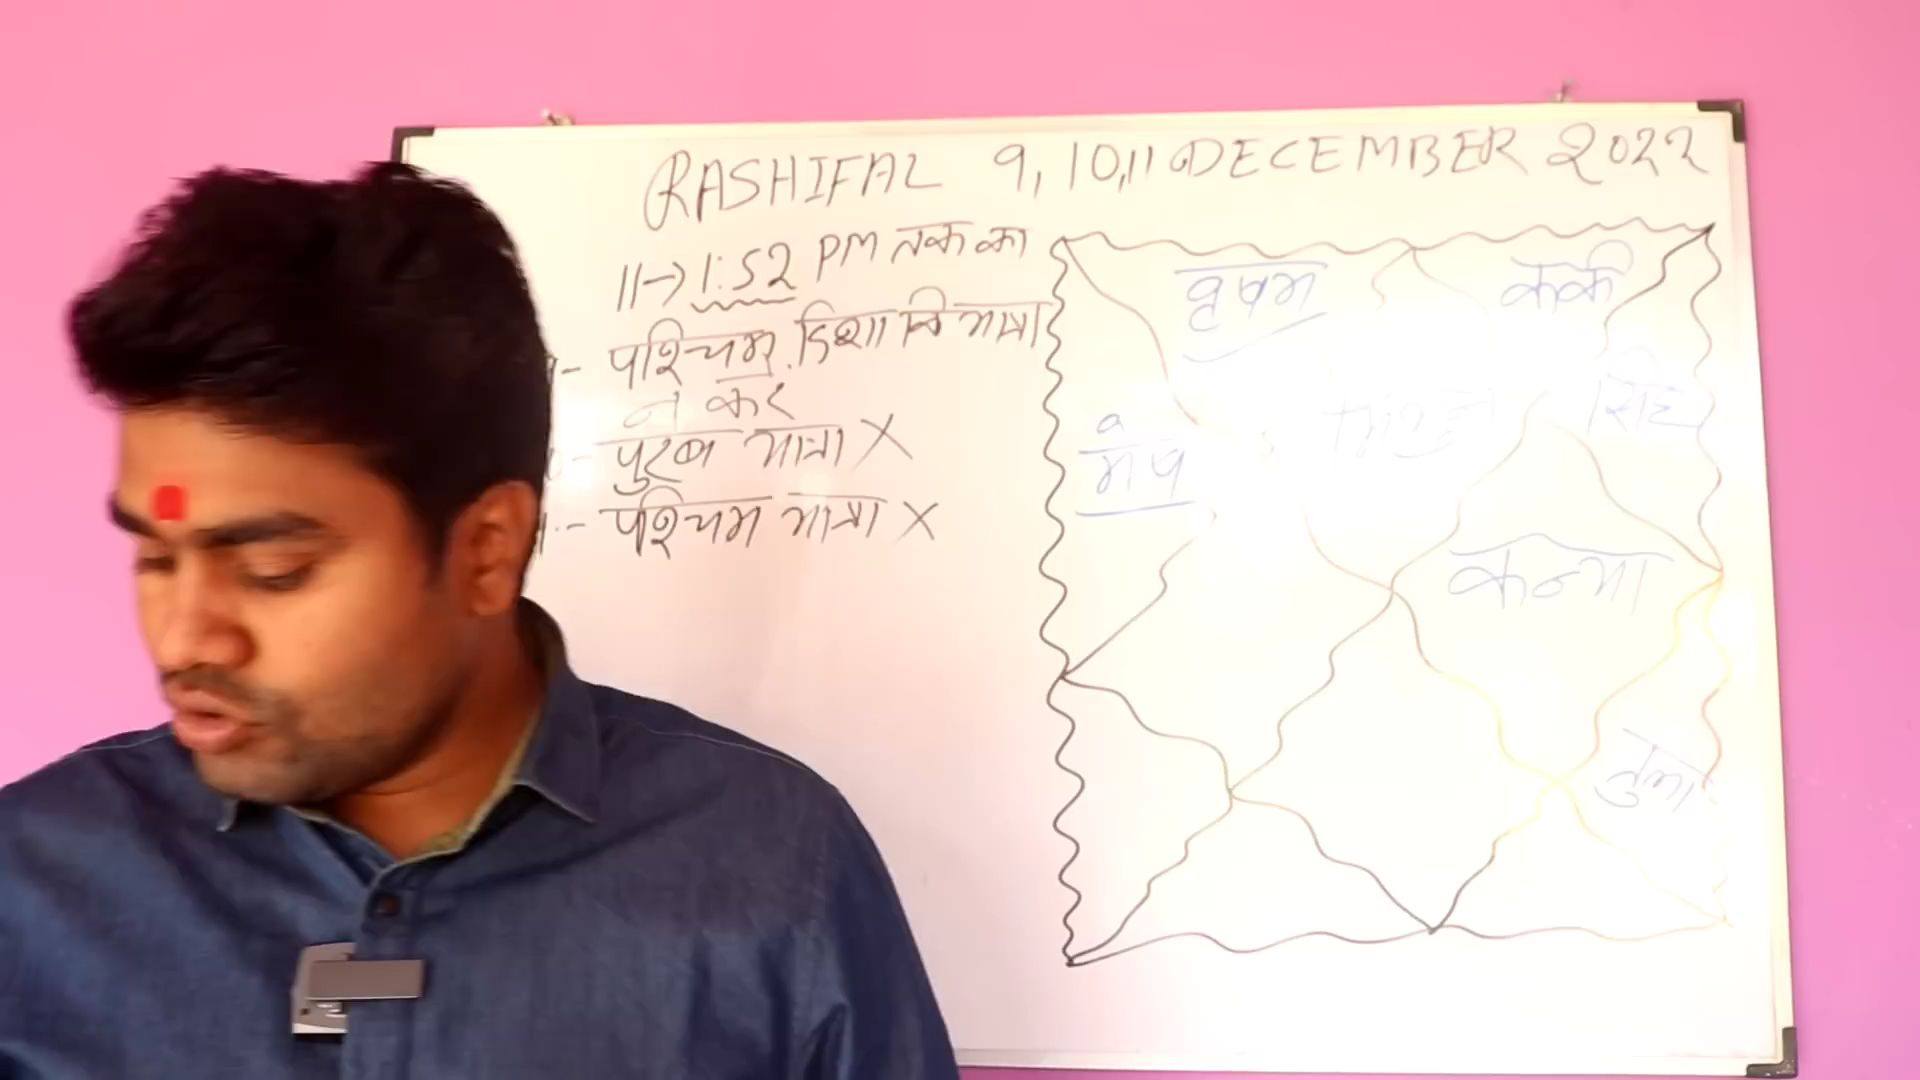 RASHIFAL 9,10,11 DECEMBER 2022
11→ 1:52 PM तक का
- पश्चिम दिशा कि यात्रा
न करें
- पुरब यात्रा X
:- पश्चिम यात्रा X
वृषभ
कर्क
मेष
मिथुन
सिंह
कन्या
तुला